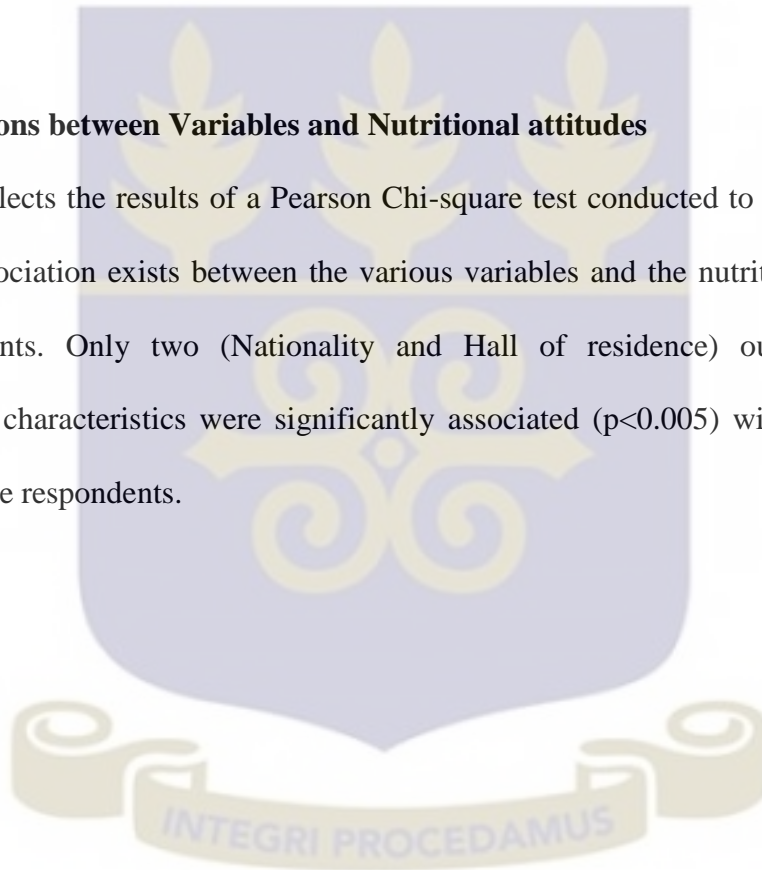 ons between Variables and Nutritional attitudes
lects the results of a Pearson Chi-square test conducted to
ociation exists between the various variables and the nutrit
nts. Only two (Nationality and Hall of residence) ou
characteristics were significantly associated (p<0.005) wi
e respondents.
INTEGRI PROCEDAMUS